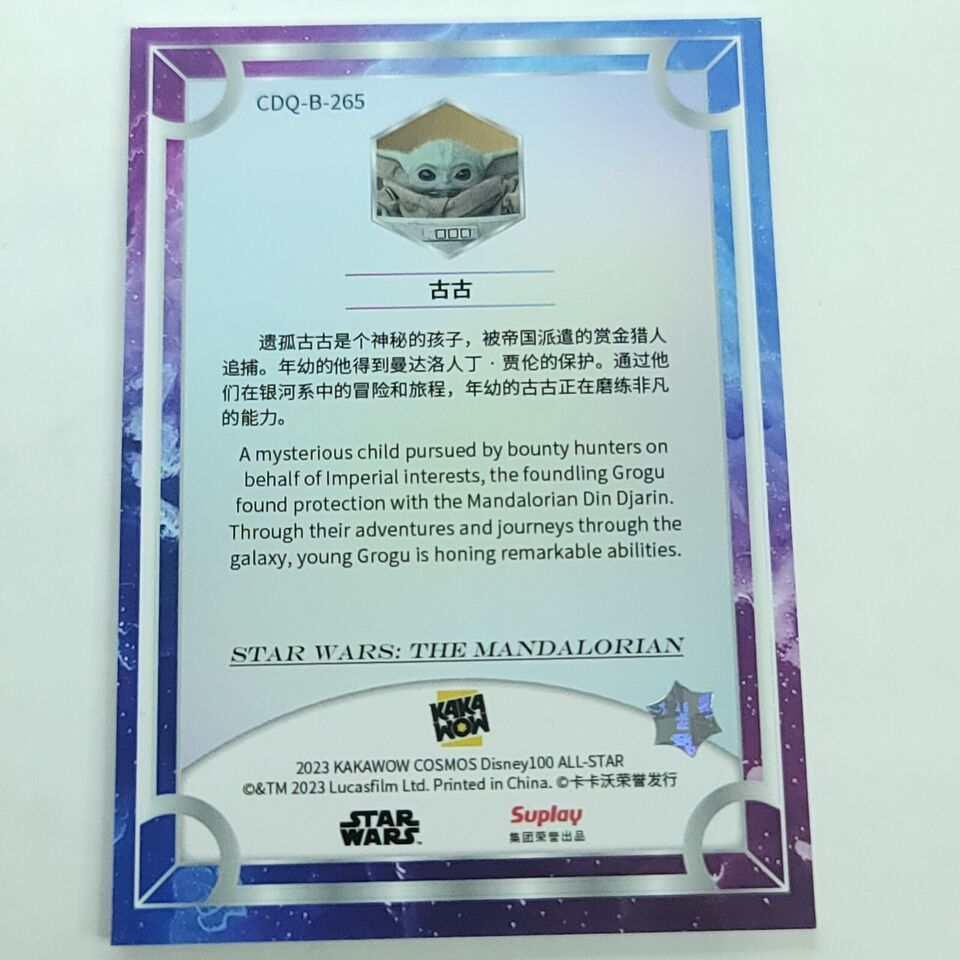 CDQ-B-265
古古
遗孤古古是个神秘的孩子，被帝国派遣的赏金猎人
追捕。年幼的他得到曼达洛人丁·贾伦的保护。通过他
们在银河系中的冒险和旅程，年幼的古古正在磨练非凡
的能力。
A mysterious child pursued by bounty hunters on
behalf of Imperial interests, the foundling Grogu
found protection with the Mandalorian Din Djarin.
Through their adventures and journeys through the
galaxy, young Grogu is honing remarkable abilities.
STAR WARS: THE MANDALORIAN
KAKA
WOW
2023 KAKAWOW COSMOS Disney100 ALL-STAR
©&TM 2023 Lucasfilm Ltd. Printed in China. ©卡卡沃荣誉发行
STAR
WARS™
Suplay
集团荣誉出品